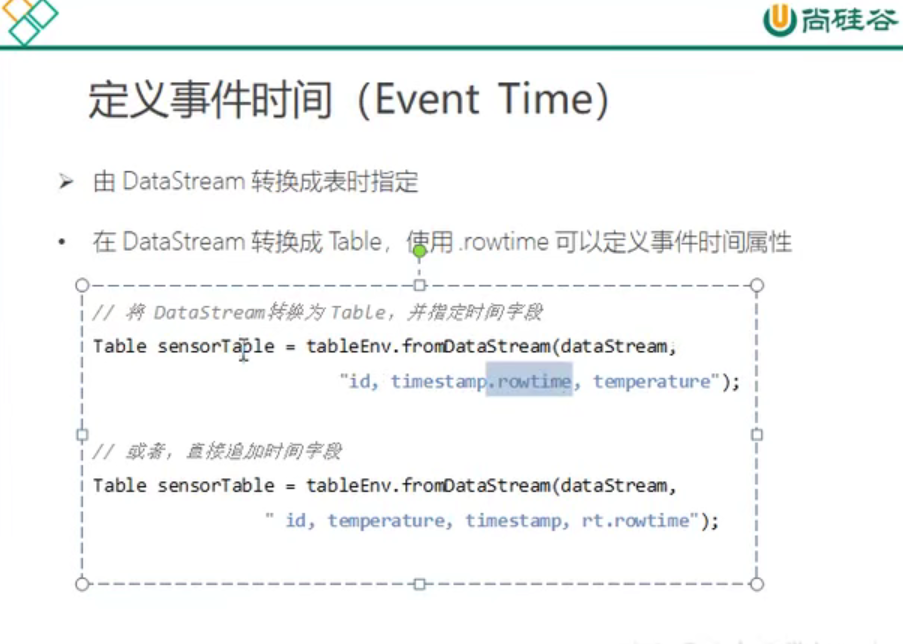 尚硅谷
定义事件时间（Event Time）
➢ 由 DataStream 转换成表时指定
• 在 DataStream 转换成 Table，使用 .rowtime 可以定义事件时间属性
// 将 DataStream转换为 Table，并指定时间字段
Table sensorTable = tableEnv.fromDataStream(dataStream,
"id, timestamp.rowtime, temperature");
// 或者，直接追加时间字段
Table sensorTable = tableEnv.fromDataStream(dataStream,
" id, temperature, timestamp, rt.rowtime");